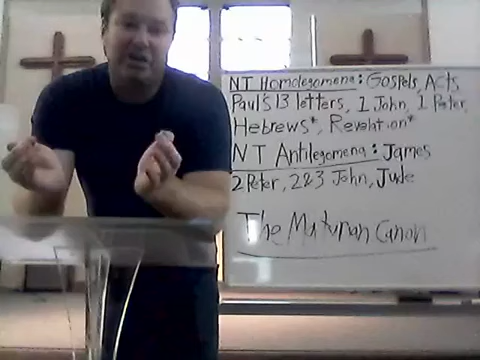 NT Homolegomena: Gospels, Acts,
Paul's 13 letters, 1 John, 1 Peter,
Hebrews*, Revelation*
NT Antilegomena: James
2 Peter, 2&3 John, Jude
The Canon